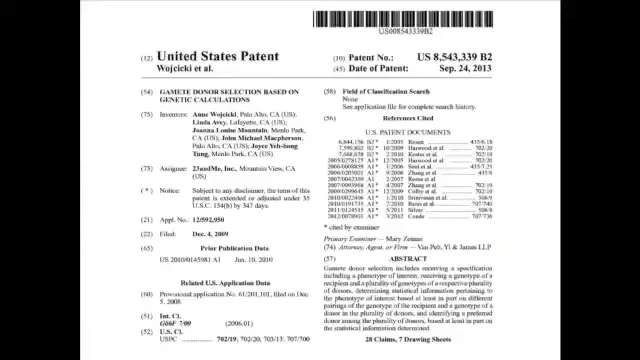 US008543339B2
(12) United States Patent
Wojcicki et al.
(10) Patent No.: US 8,543,339 B2
(45) Date of Patent: Sep. 24, 2013
(54) GAMETE DONOR SELECTION BASED ON
GENETIC CALCULATIONS
(75) Inventors: Anne Wojcicki, Palo Alto, CA (US);
Linda Avey, Lafayette, CA (US);
Joanna Louise Mountain, Menlo Park,
CA (US); John Michael Macpherson,
Palo Alto, CA (US); Joyce Yeh-hong
Tung, Menlo Park, CA (US)
(73) Assignee: 23andMe, Inc., Mountain View, CA
(US)
(*) Notice: Subject to any disclaimer, the term of this
patent is extended or adjusted under 35
U.S.C. 154(b) by 347 days.
(21) Appl. No.: 12/592,950
(22) Filed: Dec. 4, 2009
(65) Prior Publication Data
US 2010/0145981 A1 Jun. 10, 2010
Related U.S. Application Data
(60) Provisional application No. 61/201,101, filed on Dec.
5, 2008.
(51) Int. Cl.
G06F 7/00 (2006.01)
(52) U.S. Cl.
USPC 702/19; 702/20; 703/13; 707/700
(58) Field of Classification Search
None
See application file for complete search history.
(56) References Cited
U.S. PATENT DOCUMENTS
* cited by examiner
Primary Examiner — Mary Zeman
(74) Attorney, Agent, or Firm — Van Pelt, Yi & James LLP
(57) ABSTRACT
Gamete donor selection includes receiving a specification
including a phenotype of interest, receiving a genotype of a
recipient and a plurality of genotypes of a respective plurality
of donors, determining statistical information pertaining to
the phenotype of interest based at least in part on different
pairings of the genotype of the recipient and a genotype of a
donor in the plurality of donors, and identifying a preferred
donor among the plurality of donors, based at least in part on
the statistical information determined.
28 Claims, 7 Drawing Sheets